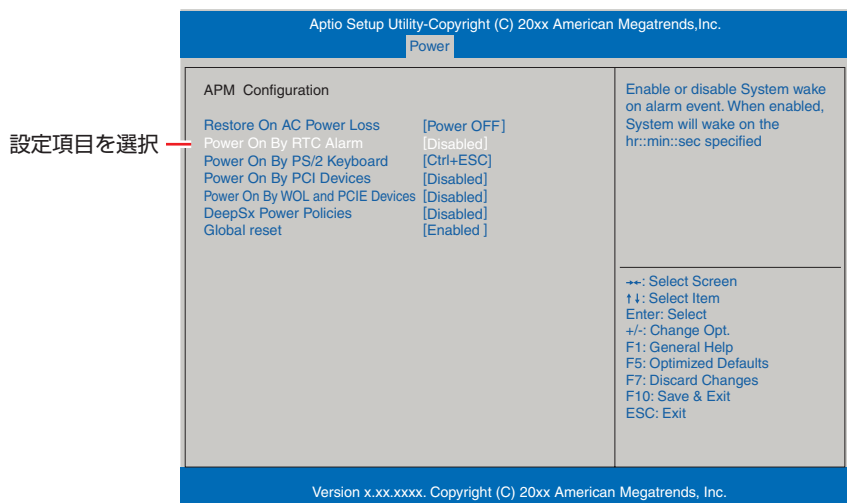 Aptio Setup Utility-Copyright (C) 20xx American Megatrends,Inc.
Power
APM Configuration
Restore On AC Power Loss [Power OFF]
設定項目を選択
Power On By RTC Alarm [Disabled]
Power On By PS/2 Keyboard [Ctrl+ESC]
Power On By PCI Devices [Disabled]
Power On By WOL and PCIE Devices [Disabled]
DeepSx Power Policies [Disabled]
Global reset [Enabled ]
Enable or disable System wake
on alarm event. When enabled,
System will wake on the
hr::min::sec specified
→←: Select Screen
↑↓: Select Item
Enter: Select
+/-: Change Opt.
F1: General Help
F5: Optimized Defaults
F7: Discard Changes
F10: Save & Exit
ESC: Exit
Version x.xx.xxxx. Copyright (C) 20xx American Megatrends, Inc.